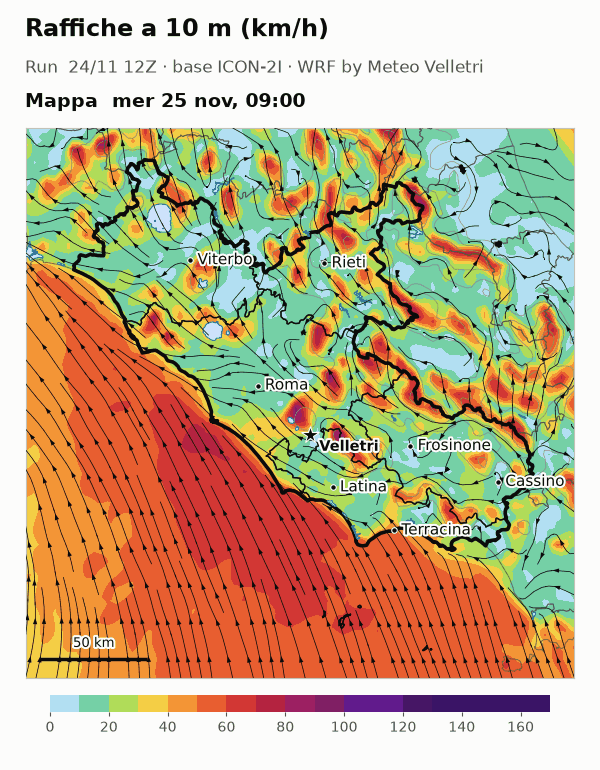 Raffiche a 10 m (km/h)
Run  24/11 12Z · base ICON-2I · WRF by Meteo Velletri
Mappa  mer 25 nov, 09:00
Viterbo
Rieti
Roma
Velletri
Frosinone
Latina
Cassino
Terracina
50 km
0 20 40 60 80 100 120 140 160